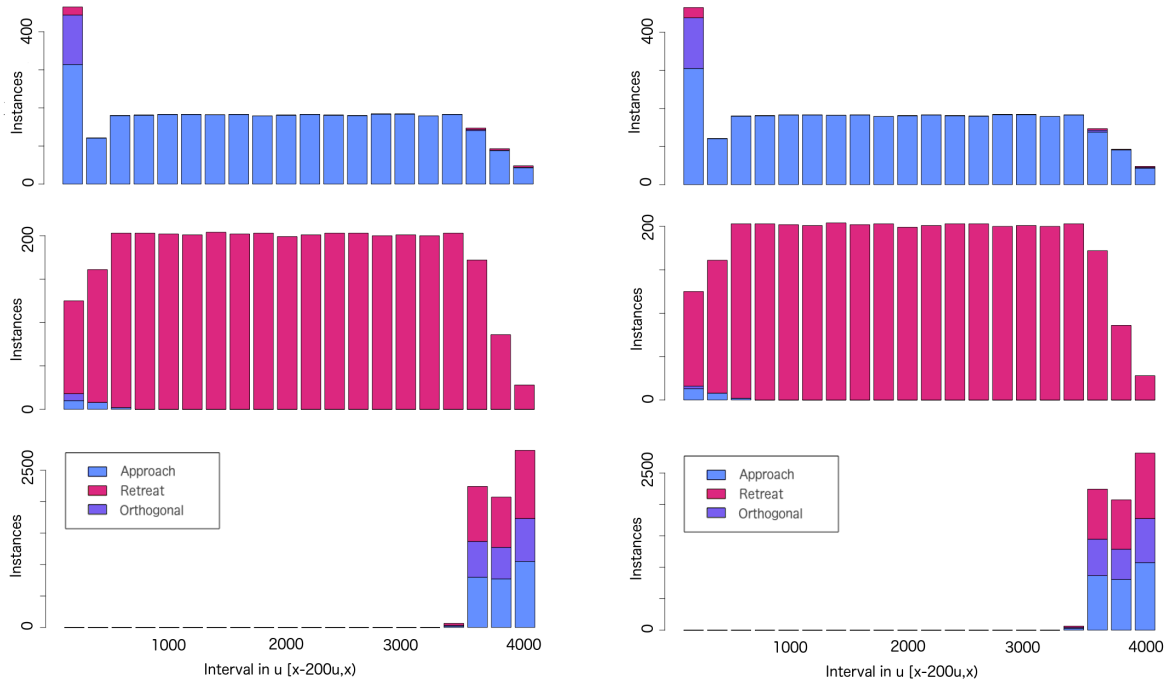 400
Instances
0
200
Instances
0
2500
Instances
0
Approach
Retreat
Orthogonal
1000 2000 3000 4000
Interval in u [x-200u,x)
400
Instances
0
200
Instances
0
2500
Instances
0
Approach
Retreat
Orthogonal
1000 2000 3000 4000
Interval in u [x-200u,x)